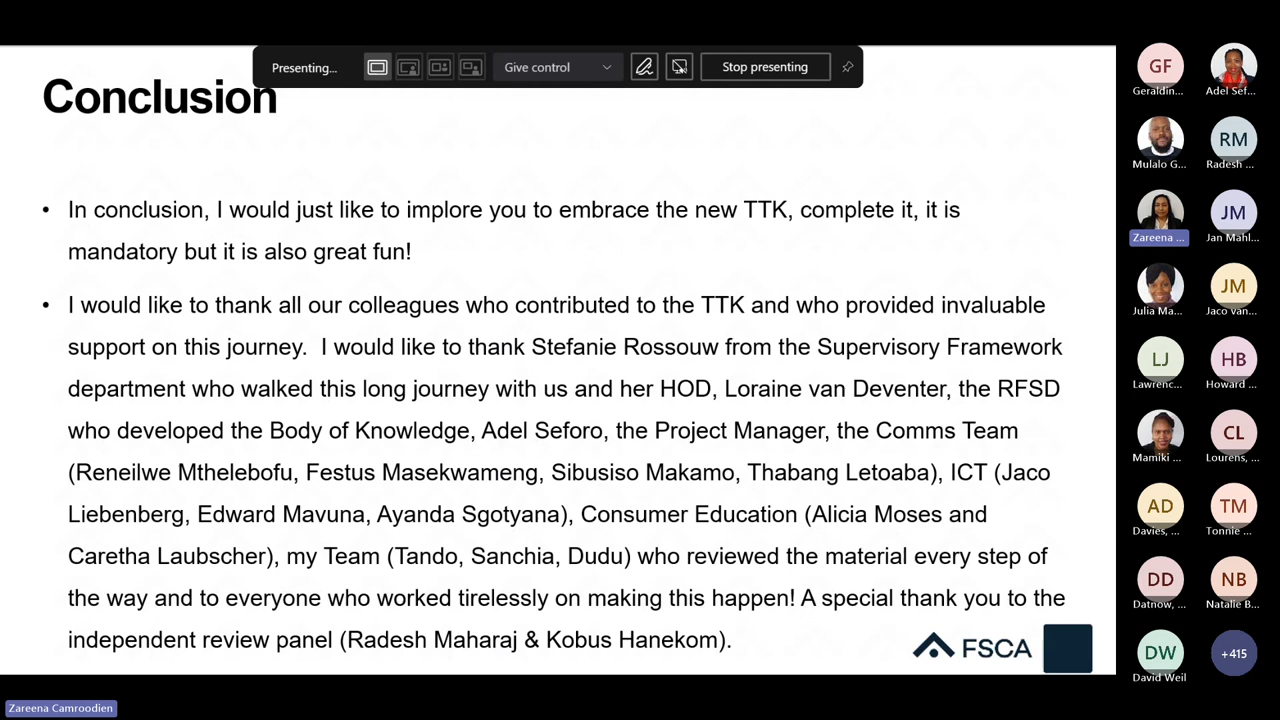 Presenting...
Give control
Stop presenting
Conclusion
• In conclusion, I would just like to implore you to embrace the new TTK, complete it, it is
mandatory but it is also great fun!
• I would like to thank all our colleagues who contributed to the TTK and who provided invaluable
support on this journey.  I would like to thank Stefanie Rossouw from the Supervisory Framework
department who walked this long journey with us and her HOD, Loraine van Deventer, the RFSD
who developed the Body of Knowledge, Adel Seforo, the Project Manager, the Comms Team
(Reneilwe Mthelebofu, Festus Masekwameng, Sibusiso Makamo, Thabang Letoaba), ICT (Jaco
Liebenberg, Edward Mavuna, Ayanda Sgotyana), Consumer Education (Alicia Moses and
Caretha Laubscher), my Team (Tando, Sanchia, Dudu) who reviewed the material every step of
the way and to everyone who worked tirelessly on making this happen! A special thank you to the
independent review panel (Radesh Maharaj & Kobus Hanekom).
FSCA
GF
Geraldin...
Adel Sef...
Mulalo G...
RM
Radesh ...
Zareena ...
JM
Jan Mahl...
Julia Ma...
JM
Jaco van...
LJ
Lawrenc...
HB
Howard ...
Mamiki ...
CL
Lourens, ...
AD
Davies, ...
TM
Tonnie ...
DD
Datnow, ...
NB
Natalie B...
DW
David Weil
+415
Zareena Camroodien